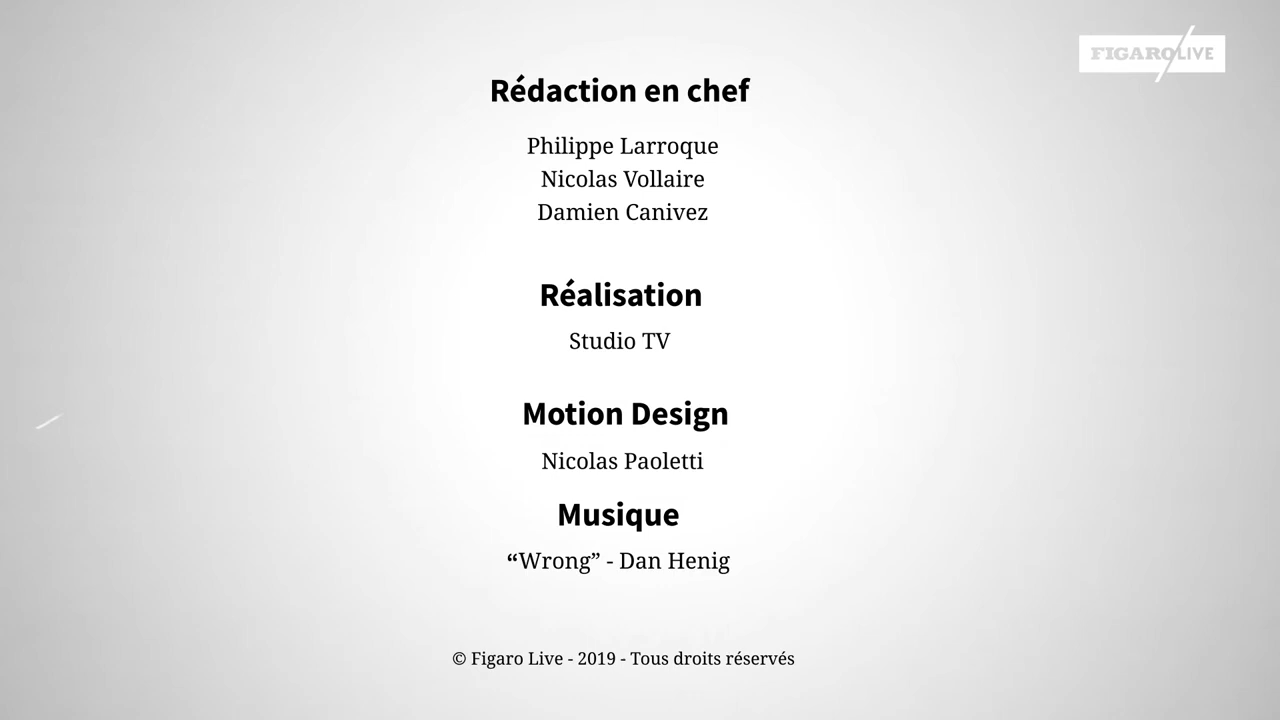 FIGARO LIVE
Rédaction en chef
Philippe Larroque
Nicolas Vollaire
Damien Canivez
Réalisation
Studio TV
Motion Design
Nicolas Paoletti
Musique
“Wrong” - Dan Henig
© Figaro Live - 2019 - Tous droits réservés